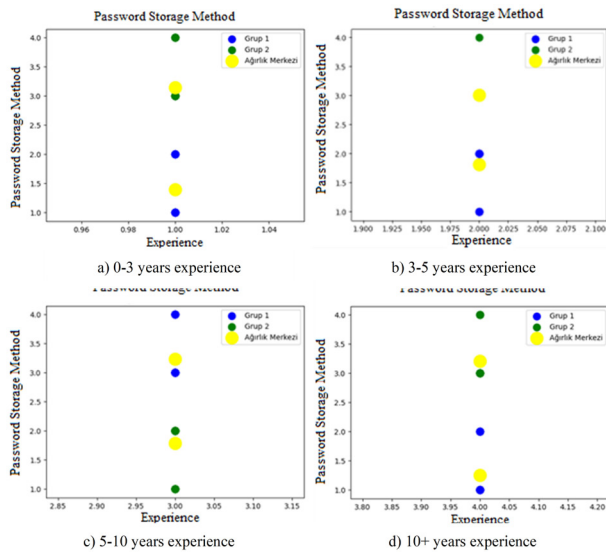 Password Storage Method
Password Storage Method
4.0
3.5
3.0
2.5
2.0
1.5
1.0
0.96
0.98
1.00
1.02
1.04
Experience
Grup 1
Grup 2
Ağırlık Merkezi
a) 0-3 years experience
Password Storage Method
Password Storage Method
4.0
3.5
3.0
2.5
2.0
1.5
1.0
1.900
1.925
1.950
1.975
2.000
2.025
2.050
2.075
2.100
Experience
Grup 1
Grup 2
Ağırlık Merkezi
b) 3-5 years experience
Password Storage Method
Password Storage Method
4.0
3.5
3.0
2.5
2.0
1.5
1.0
2.85
2.90
2.95
3.00
3.05
3.10
3.15
Experience
Grup 1
Grup 2
Ağırlık Merkezi
c) 5-10 years experience
Password Storage Method
Password Storage Method
4.0
3.5
3.0
2.5
2.0
1.5
1.0
3.80
3.85
3.90
3.95
4.00
4.05
4.10
4.15
4.20
Experience
Grup 1
Grup 2
Ağırlık Merkezi
d) 10+ years experience